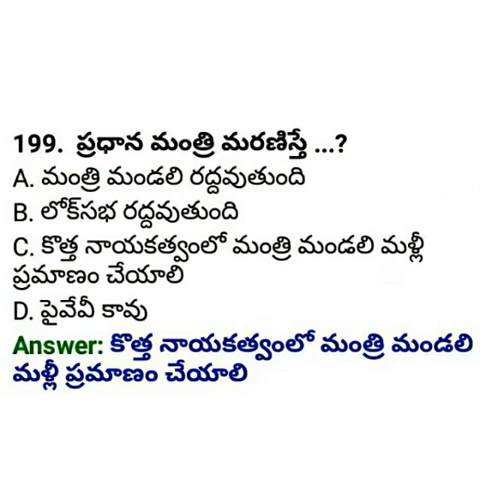 199. ప్రధాన మంత్రి మరణిస్తే ...?
A. మంత్రి మండలి రద్దవుతుంది
B. లోక్‌సభ రద్దవుతుంది
C. కొత్త నాయకత్వంలో మంత్రి మండలి మళ్లీ
ప్రమాణం చేయాలి
D. పైవేవీ కావు
Answer: కొత్త నాయకత్వంలో మంత్రి మండలి
మళ్లీ ప్రమాణం చేయాలి